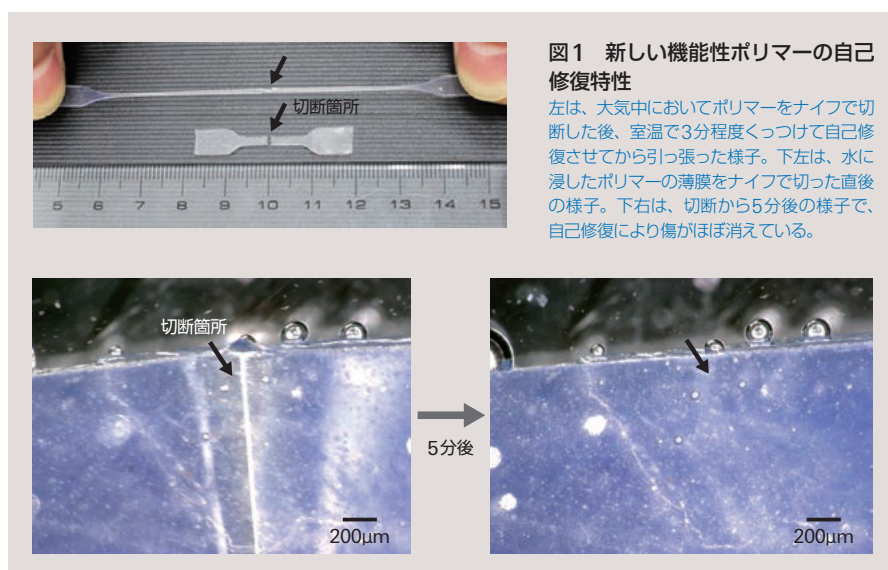 切断箇所
5 6 7 8 9 10 11 12 13 14 15
図1 新しい機能性ポリマーの自己
修復特性
左は、大気中においてポリマーをナイフで切
断した後、室温で3分程度くっつけて自己修
復させてから引っ張った様子。下左は、水に
浸したポリマーの薄膜をナイフで切った直後
の様子。下右は、切断から5分後の様子で、
自己修復により傷がほぼ消えている。
切断箇所
200μm
5分後
200μm